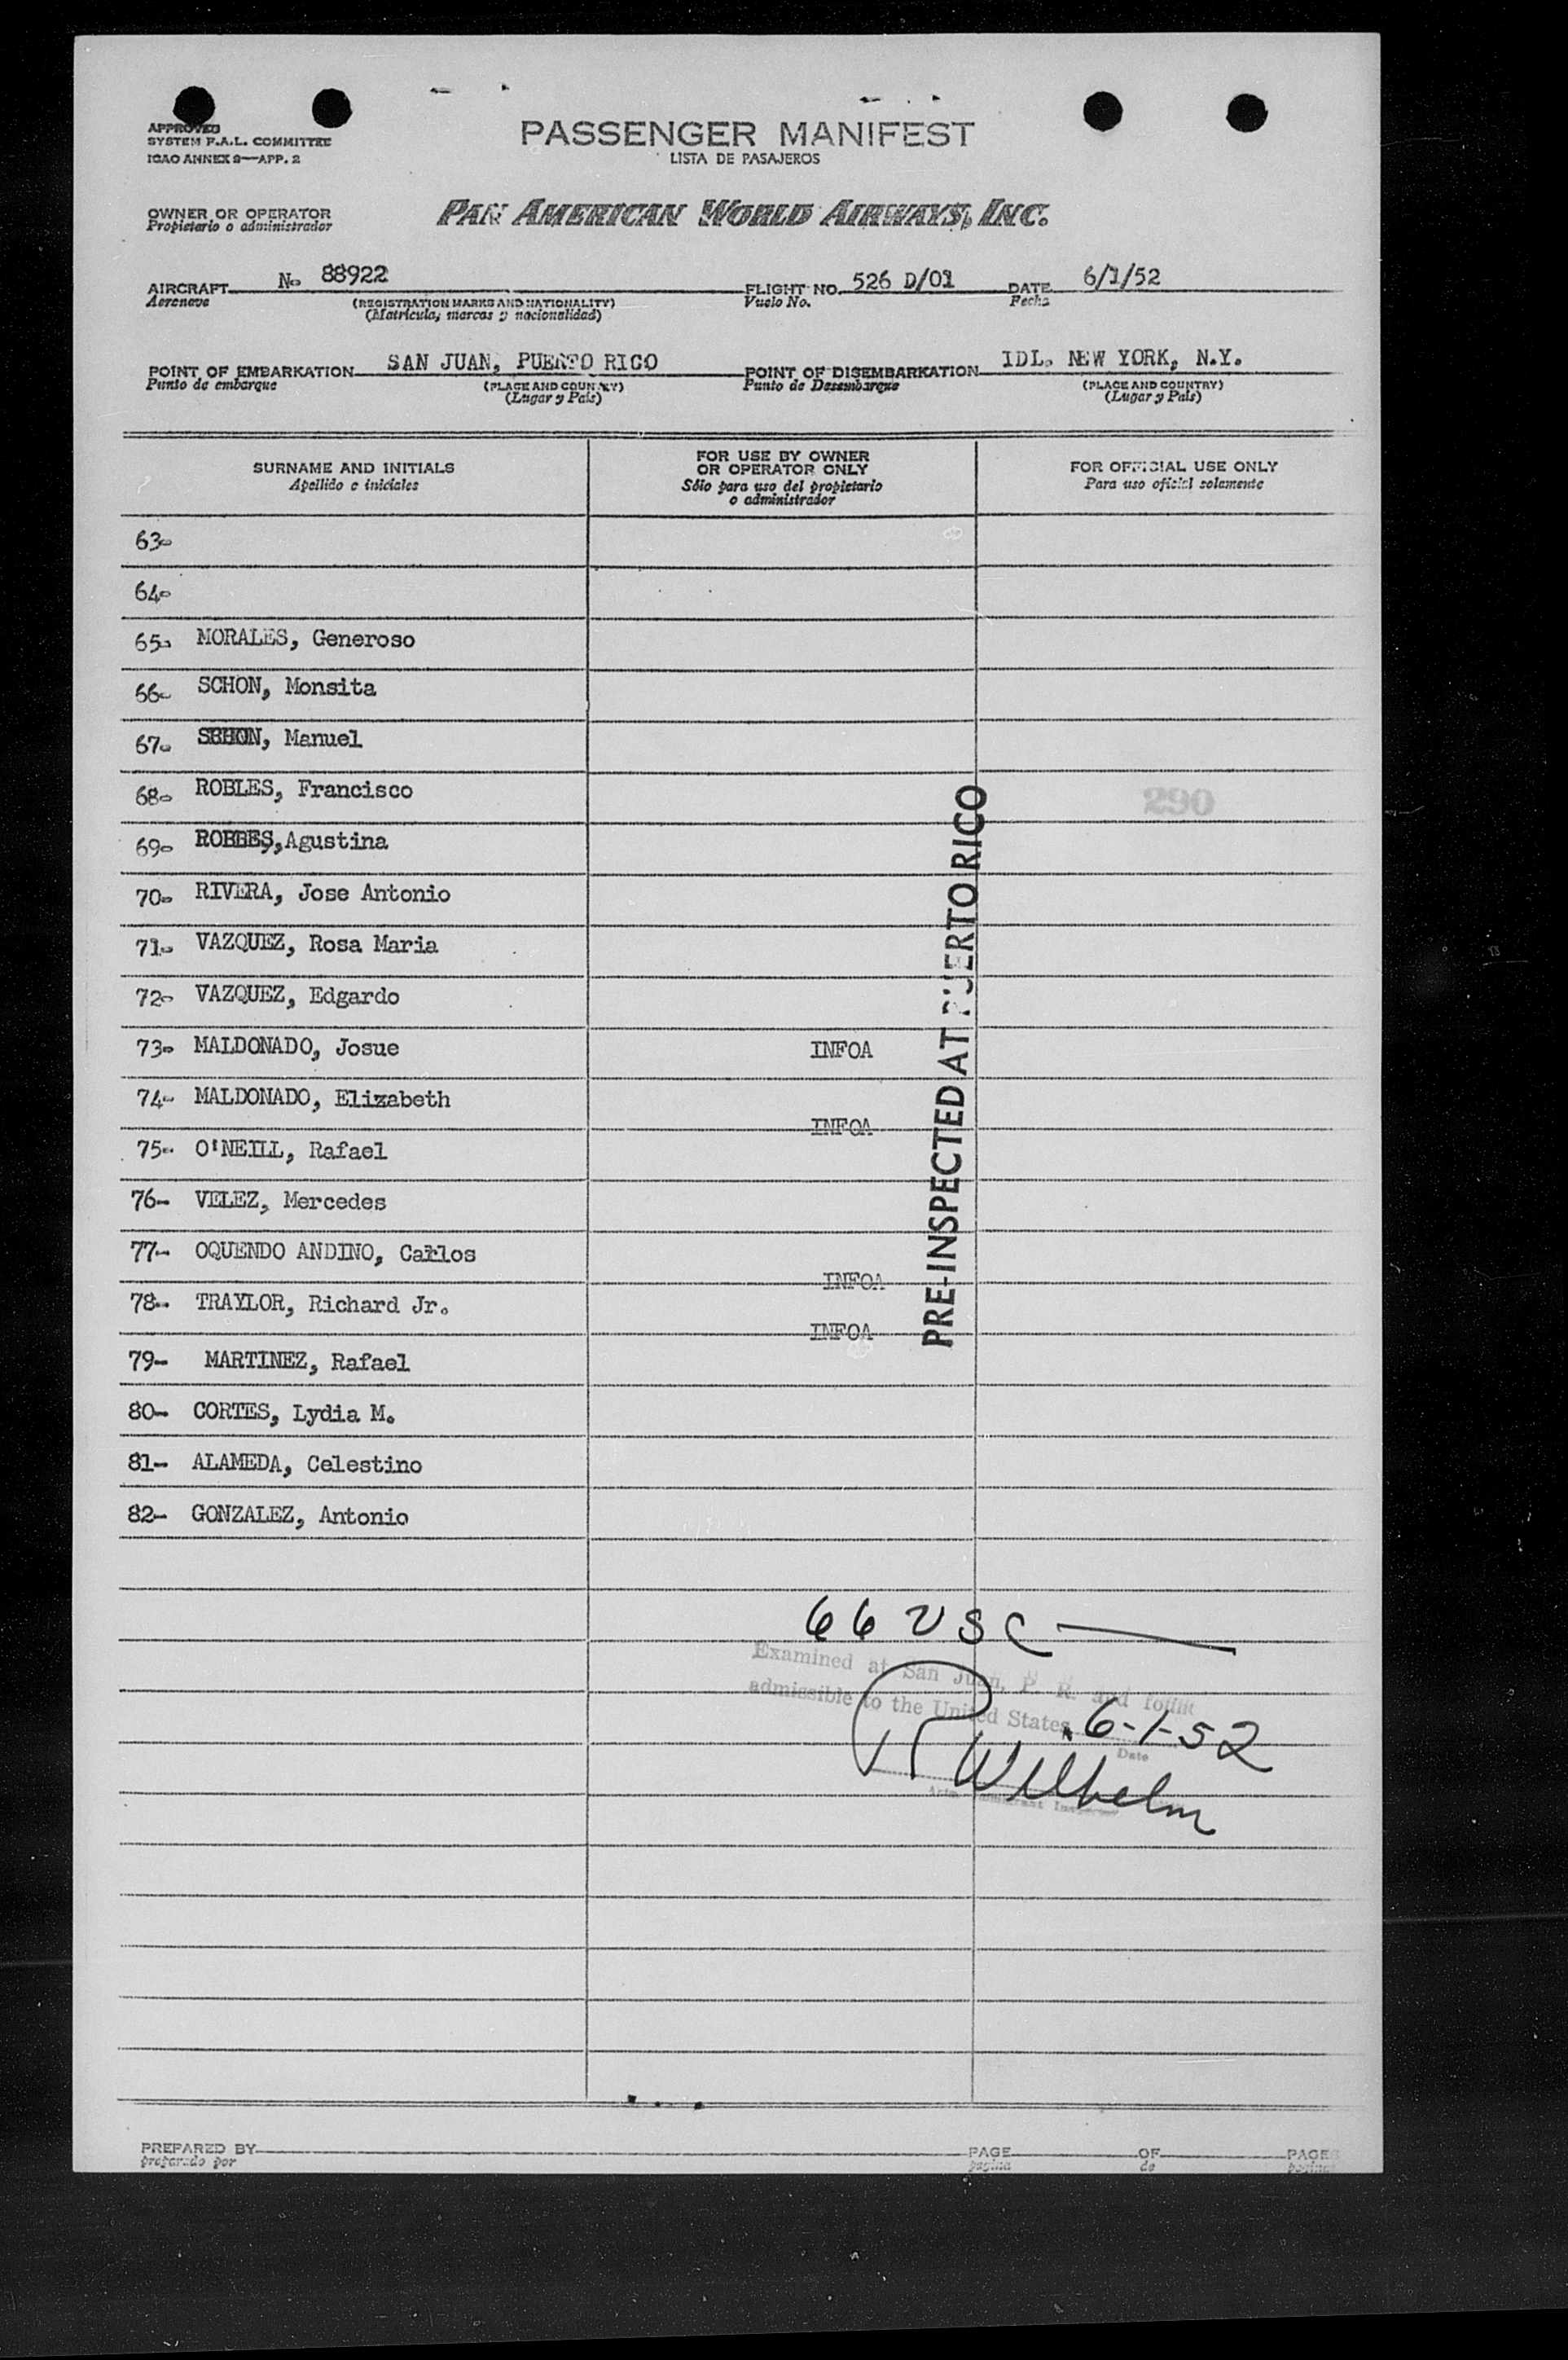 APPROVED
SYSTEM F.A.L. COMMITTEE
ICAO ANNEX 9—APP. 2
PASSENGER MANIFEST
LISTA DE PASAJEROS
OWNER OR OPERATOR
Propietario o administrador
PAN AMERICAN WORLD AIRWAYS, INC.
AIRCRAFT No 88922 FLIGHT NO. 526 D/01 DATE 6/1/52
Aeronave (REGISTRATION MARKS AND NATIONALITY) Vuelo No. Fecha
(Matricula, marcas y nacionalidad)
POINT OF EMBARKATION SAN JUAN, PUERTO RICO POINT OF DISEMBARKATION IDL. NEW YORK, N.Y.
Punto de embarque (PLACE AND COUNTRY) Punto de Desembarque (PLACE AND COUNTRY)
(Lugar y País) (Lugar y País)
SURNAME AND INITIALS FOR USE BY OWNER OR OPERATOR ONLY FOR OFFICIAL USE ONLY
Apellido e iniciales Sólo para uso del propietario o administrador Para uso oficial solamente
63-
64-
65- MORALES, Generoso
66- SCHON, Monsita
67- SCHON, Manuel
68- ROBLES, Francisco
290
69- ROBLES, Agustina
70- RIVERA, Jose Antonio
71- VAZQUEZ, Rosa Maria
72- VAZQUEZ, Edgardo
73- MALDONADO, Josue INFOA
74- MALDONADO, Elizabeth INFOA
75- O'NEILL, Rafael
76- VELEZ, Mercedes
77- OQUENDO ANDINO, Carlos INFOA
78- TRAYLOR, Richard Jr. INFOA
79- MARTINEZ, Rafael
80- CORTES, Lydia M.
81- ALAMEDA, Celestino
82- GONZALEZ, Antonio
PRE-INSPECTED AT PUERTO RICO
66 USC
Examined at San Juan, P. R. and found
admissible to the United States 6-1-52
Date
Wilhelm
Immigrant Inspector
PREPARED BY PAGE OF PAGES
preparado por pagina de paginas